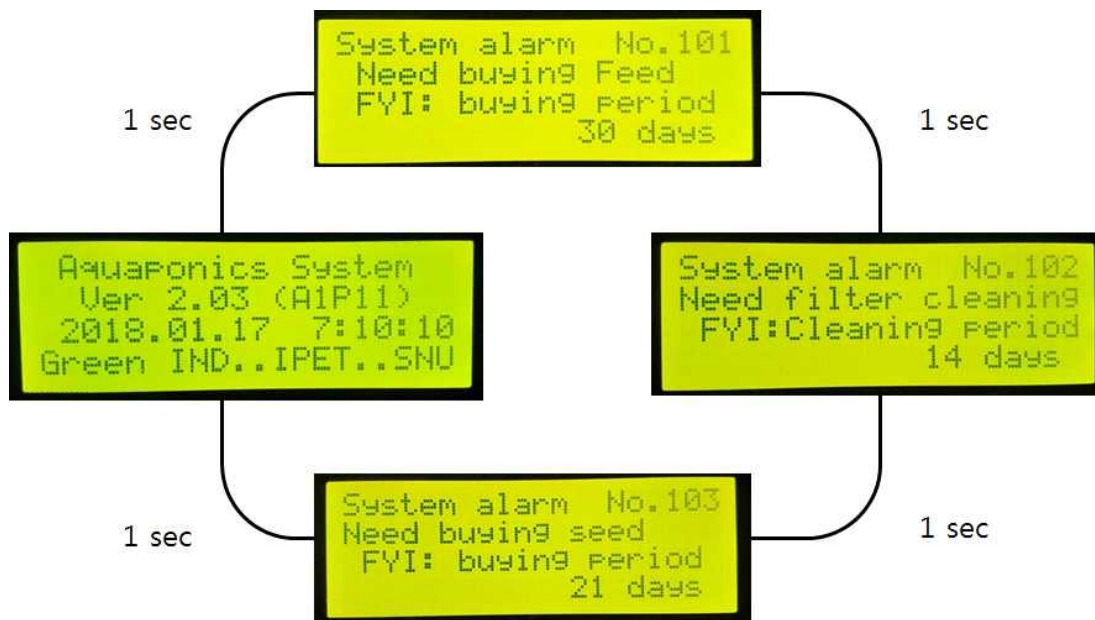 System alarm No.101
Need buying Feed
FYI: buying period
30 days
1 sec
1 sec
Aquaponics System
Ver 2.03 (A1P11)
2018.01.17 7:10:10
Green IND..IPET..SNU
System alarm No.102
Need filter cleaning
FYI:Cleaning period
14 days
1 sec
1 sec
System alarm No.103
Need buying seed
FYI: buying period
21 days